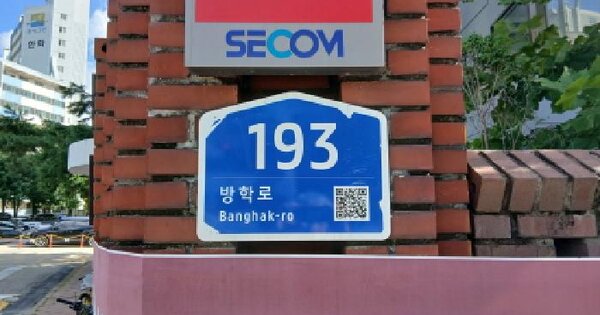 SECOM
193
방학로
Banghak-ro